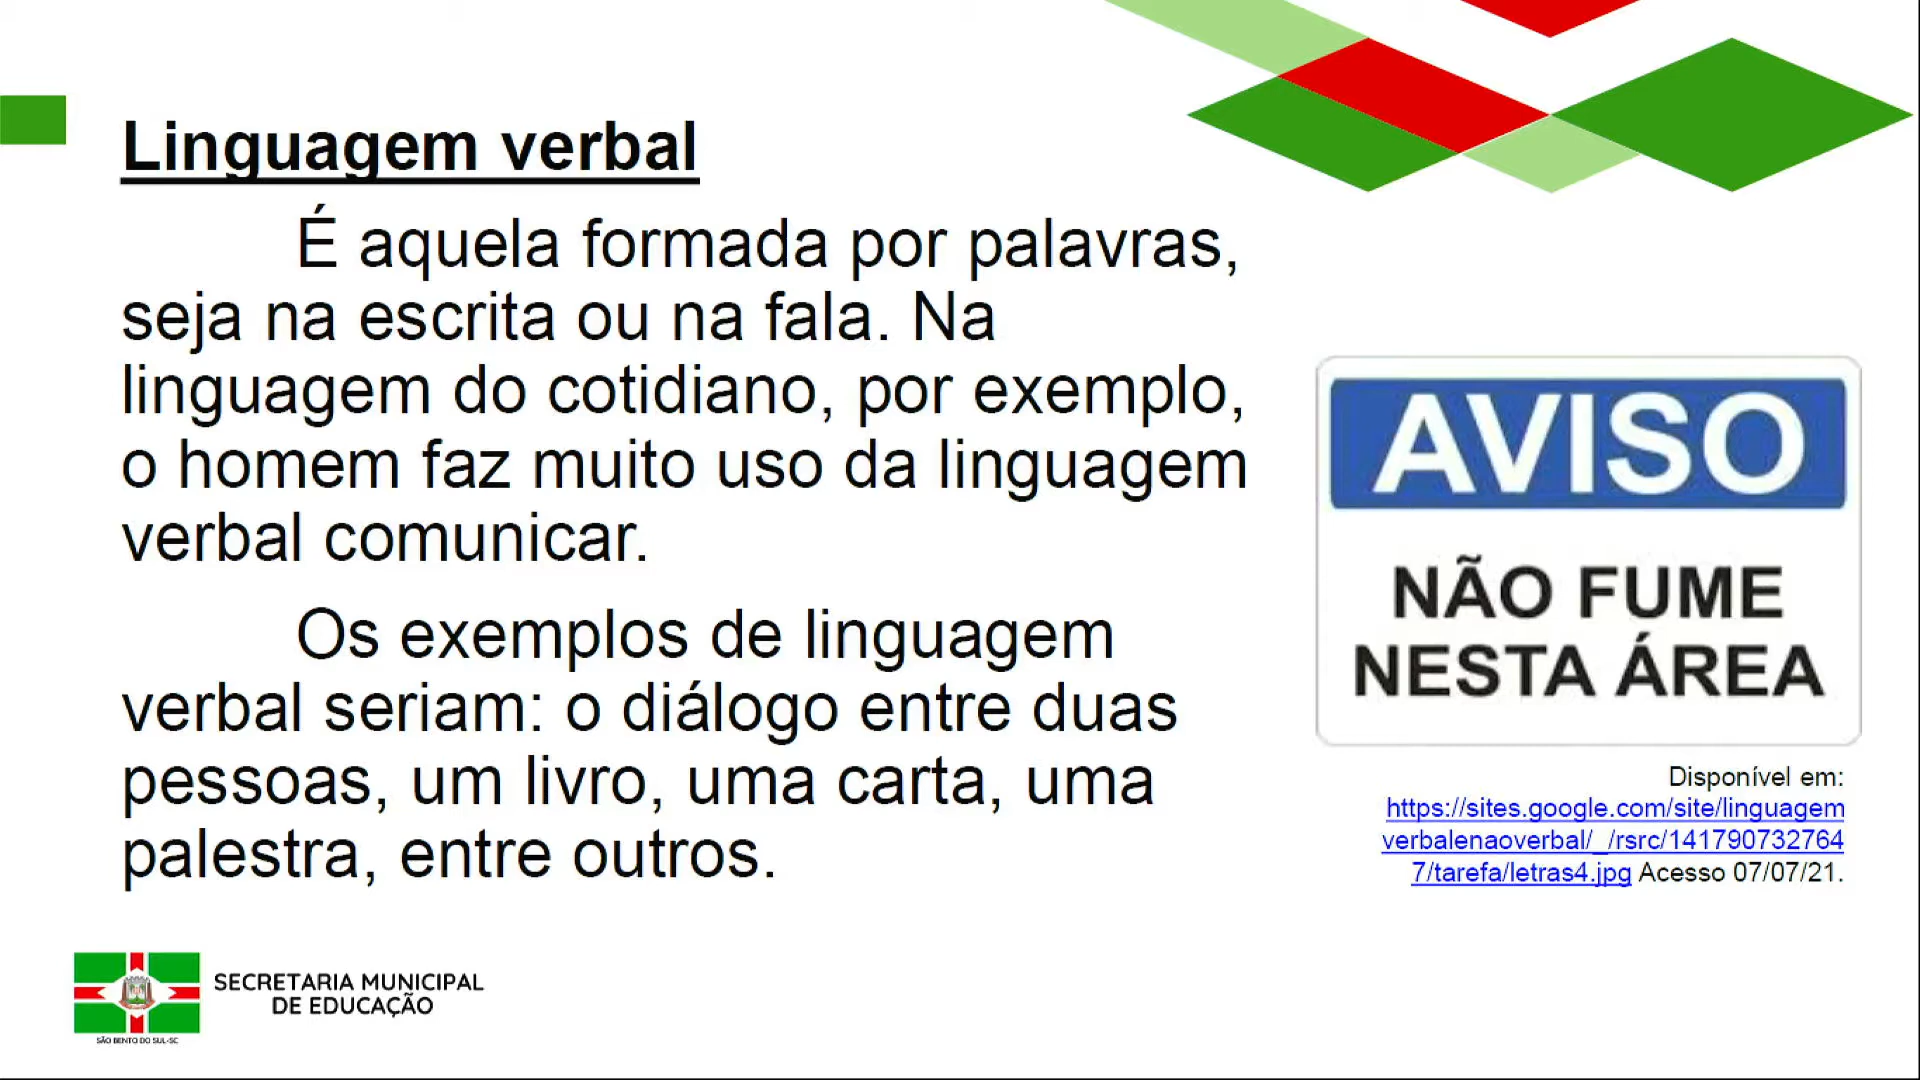 Linguagem verbal
É aquela formada por palavras,
seja na escrita ou na fala. Na
linguagem do cotidiano, por exemplo,
o homem faz muito uso da linguagem
verbal comunicar.
Os exemplos de linguagem
verbal seriam: o diálogo entre duas
pessoas, um livro, uma carta, uma
palestra, entre outros.
AVISO
NÃO FUME
NESTA ÁREA
Disponível em:
https://sites.google.com/site/linguagem
verbalenaoverbal/_/rsrc/141790732764
7/tarefa/letras4.jpg Acesso 07/07/21.
SECRETARIA MUNICIPAL
DE EDUCAÇÃO
SÃO BENTO DO SUL-SC